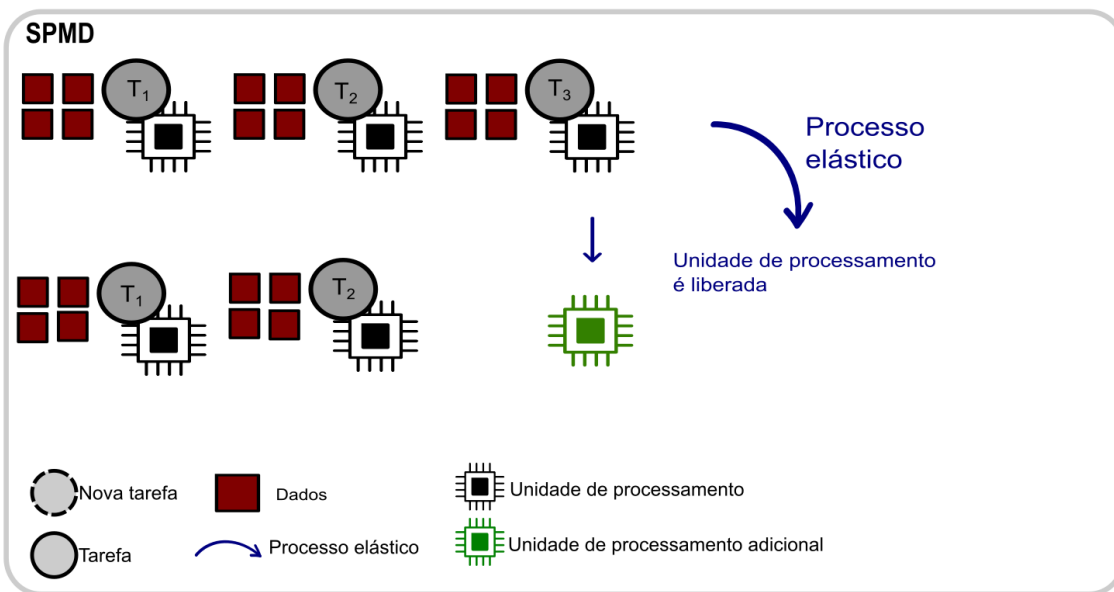 SPMD
T1
T2
T3
Processo
elástico
Unidade de processamento
é liberada
T1
T2
Nova tarefa
Dados
Unidade de processamento
Tarefa
Processo elástico
Unidade de processamento adicional